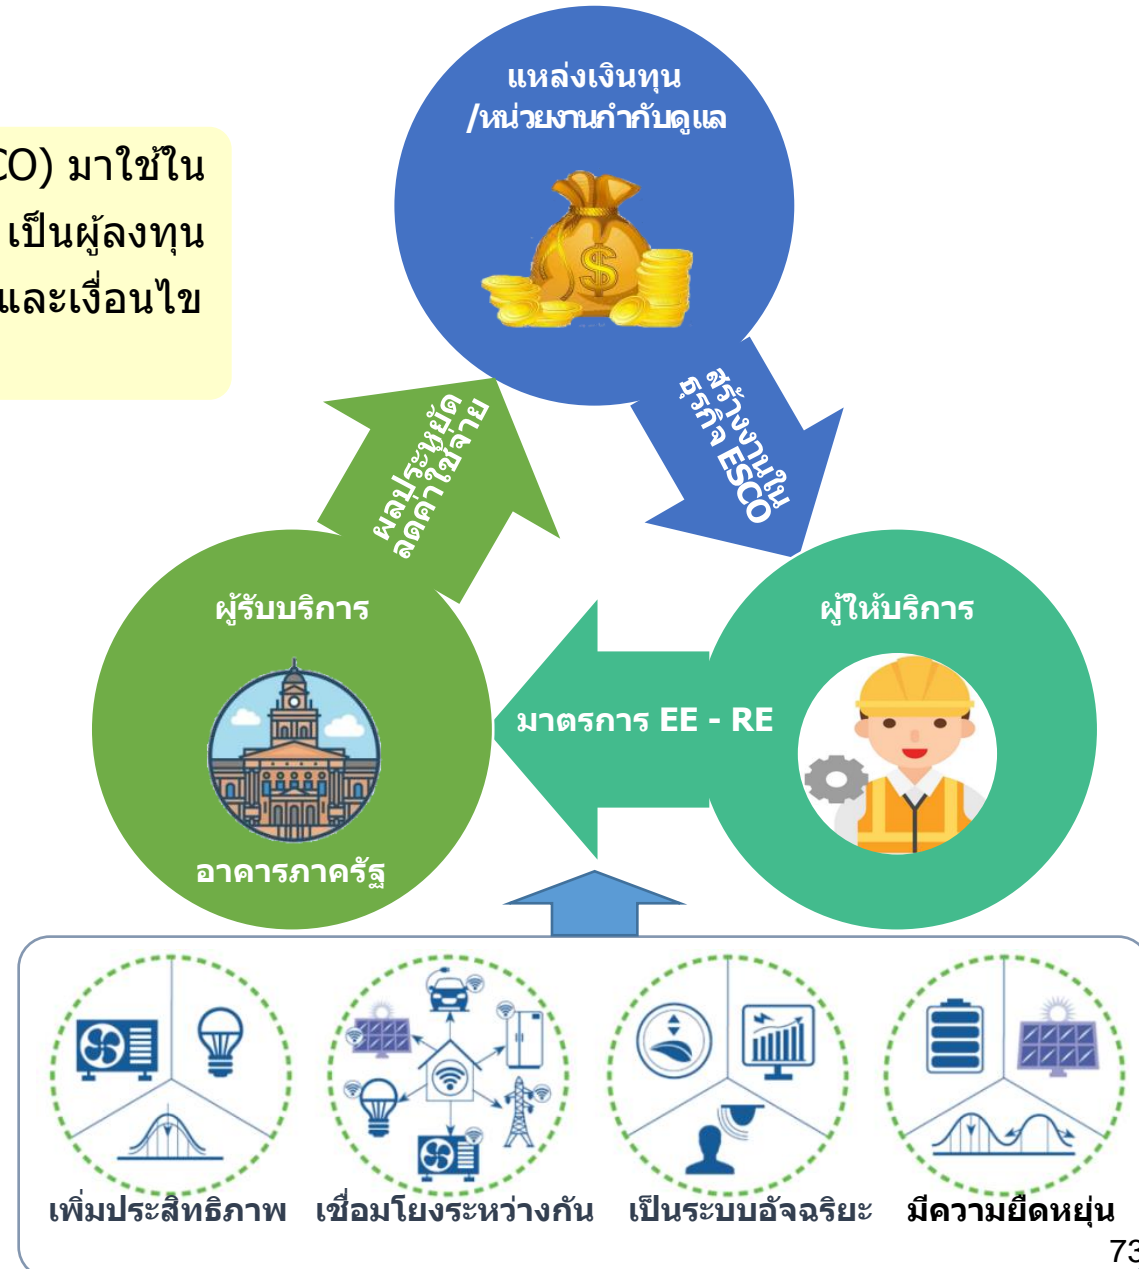 แหล่งเงินทุน
/หน่วยงานกำกับดูแล
CO) มาใช้ใน
เป็นผู้ลงทุน
และเงื่อนไข
สร้างงานใน
ธุรกิจ ESCO
ผลประหยัด
ลดค่าใช้จ่าย
ผู้รับบริการ
ผู้ให้บริการ
มาตรการ EE - RE
อาคารภาครัฐ
เพิ่มประสิทธิภาพ
เชื่อมโยงระหว่างกัน
เป็นระบบอัจฉริยะ
มีความยืดหยุ่น
73